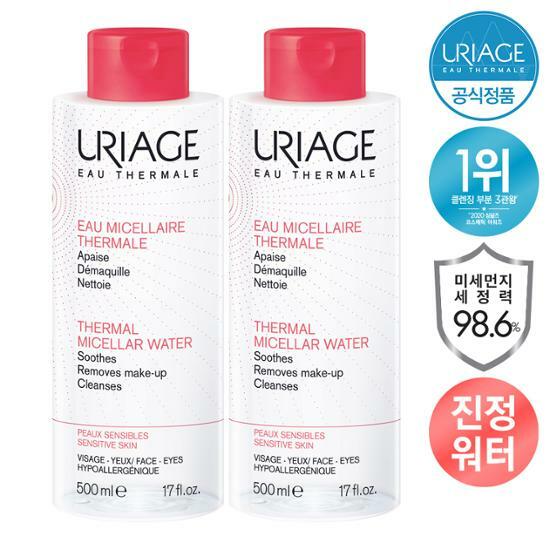 URIAGE
EAU THERMALE
EAU MICELLAIRE
THERMALE
Apaise
Démaquille
Nettoie
THERMAL
MICELLAR WATER
Soothes
Removes make-up
Cleanses
PEAUX SENSIBLES
SENSITIVE SKIN
VISAGE - YEUX/ FACE - EYES
HYPOALLERGÉNIQUE
500 ml e 17 fl.oz.
URIAGE
EAU THERMALE
EAU MICELLAIRE
THERMALE
Apaise
Démaquille
Nettoie
THERMAL
MICELLAR WATER
Soothes
Removes make-up
Cleanses
PEAUX SENSIBLES
SENSITIVE SKIN
VISAGE - YEUX/ FACE - EYES
HYPOALLERGÉNIQUE
500 ml e 17 fl.oz.
URIAGE
EAU THERMALE
공식정품
1위
클렌징 부분 3관왕
미세먼지
세정력
98.6%
진정
워터